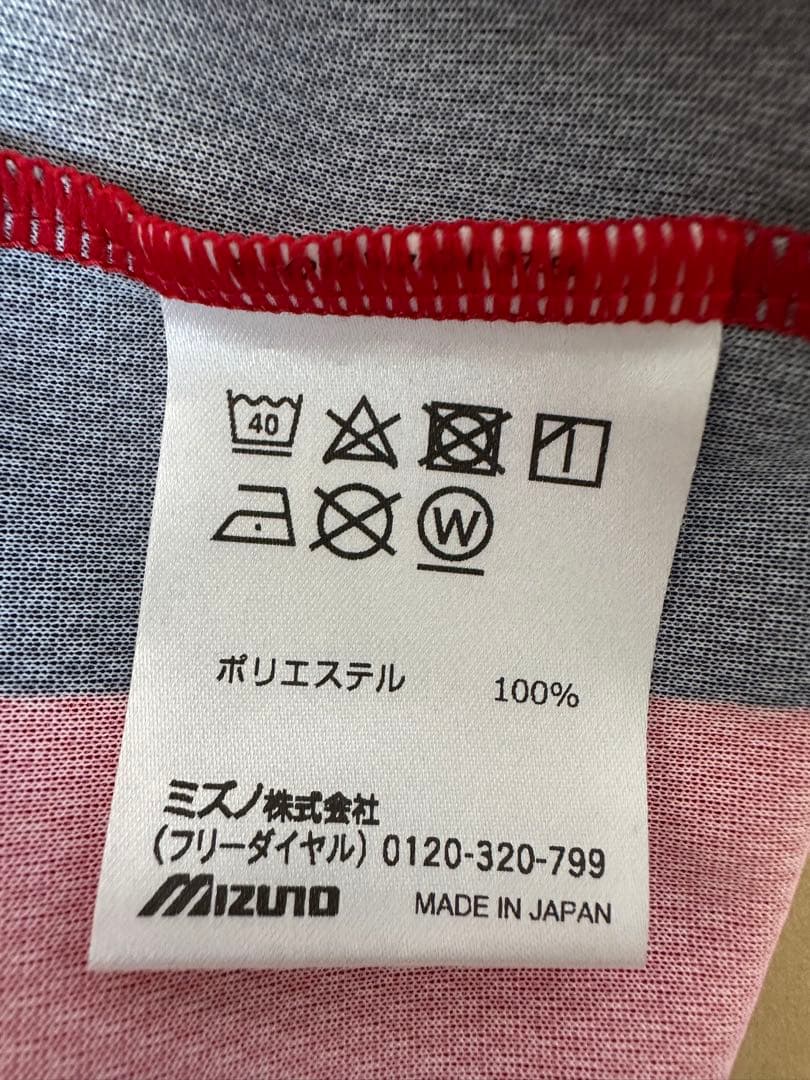 40
W
ポリエステル 100%
ミズノ株式会社
(フリーダイヤル) 0120-320-799
MIZUNO MADE IN JAPAN